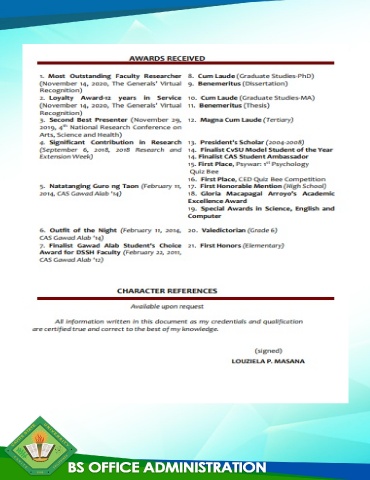 AWARDS RECEIVED
1. Most Outstanding Faculty Researcher
(November 14, 2020, The Generals' Virtual
Recognition)
2. Loyalty Award-12 years in Service
(November 14, 2020, The Generals' Virtual
Recognition)
3. Second Best Presenter (November 29,
2019, 4th National Research Conference on
Arts, Science and Health)
4. Significant Contribution in Research
(September 6, 2018, 2018 Research and
Extension Week)
5. Natatanging Guro ng Taon (February 11,
2014, CAS Gawad Alab '14)
6. Outfit of the Night (February 11, 2014,
CAS Gawad Alab '14)
7. Finalist Gawad Alab Student's Choice
Award for DSSH Faculty (February 22, 2011,
CAS Gawad Alab '12)
8. Cum Laude (Graduate Studies-PhD)
9. Benemeritus (Dissertation)
10. Cum Laude (Graduate Studies-MA)
11. Benemeritus (Thesis)
12. Magna Cum Laude (Tertiary)
13. President's Scholar (2004-2008)
14. Finalist CvSU Model Student of the Year
14. Finalist CAS Student Ambassador
15. First Place, Psywar: 1st Psychology
Quiz Bee
16. First Place, CED Quiz Bee Competition
17. First Honorable Mention (High School)
18. Gloria Macapagal Arroyo's Academic
Excellence Award
19. Special Awards in Science, English and
Computer
20. Valedictorian (Grade 6)
21. First Honors (Elementary)
CHARACTER REFERENCES
Available upon request
All information written in this document as my credentials and qualification
are certified true and correct to the best of my knowledge.
(signed)
LOUZIELA P. MASANA
BS OFFICE ADMINISTRATION